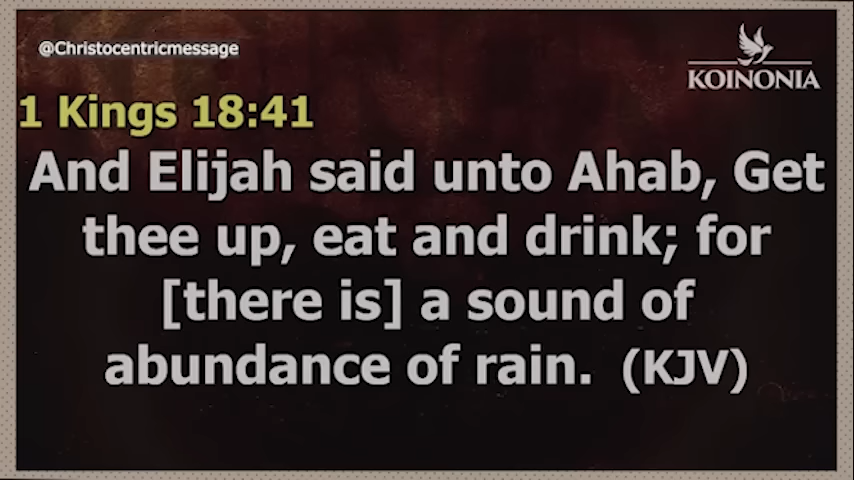 @Christocentricmessage
KOINONIA
1 Kings 18:41
And Elijah said unto Ahab, Get
thee up, eat and drink; for
[there is] a sound of
abundance of rain. (KJV)